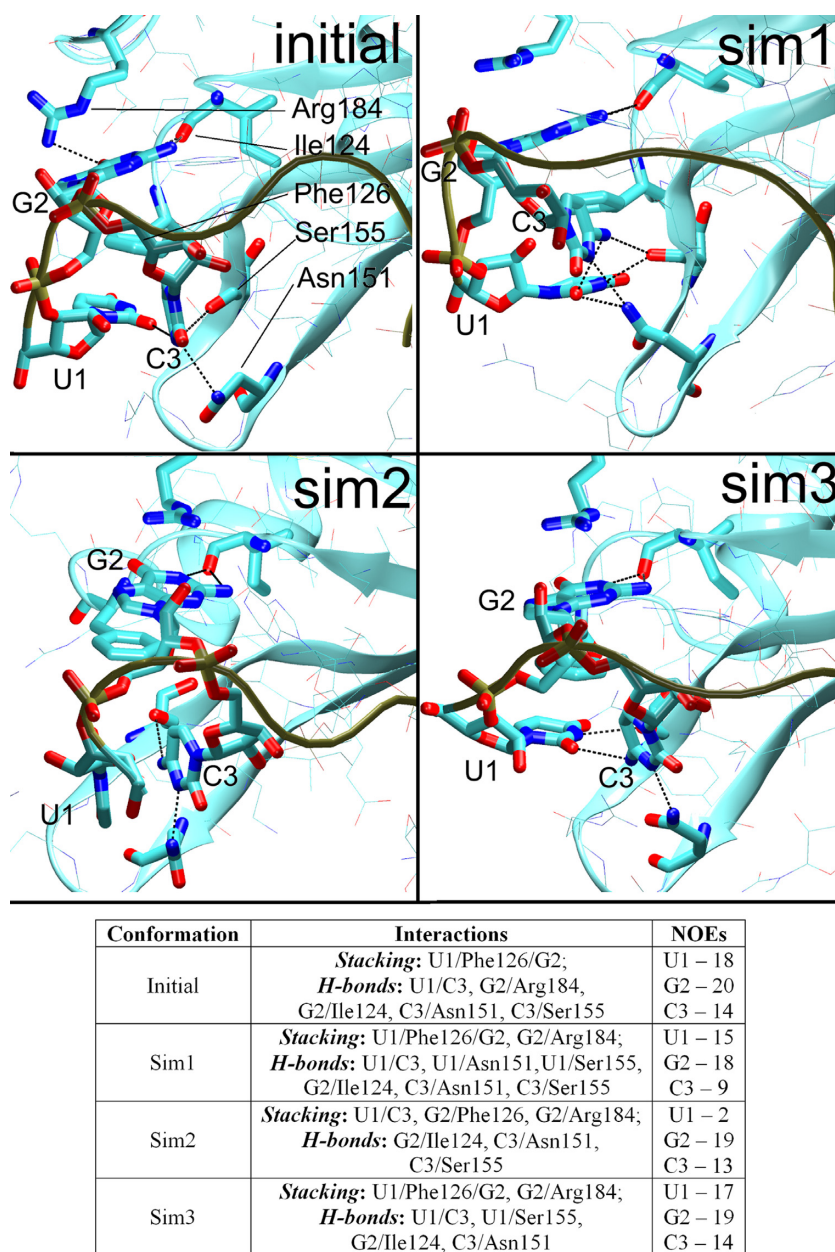 initial
Arg184
Ile124
G2
Phe126
Ser155
Asn151
C3
U1
sim1
G2
C3
U1
sim2
G2
C3
U1
sim3
G2
U1
C3
Conformation Interactions NOEs
Initial
Stacking: U1/Phe126/G2;
H-bonds: U1/C3, G2/Arg184,
G2/Ile124, C3/Asn151, C3/Ser155
U1 – 18
G2 – 20
C3 – 14
Sim1
Stacking: U1/Phe126/G2, G2/Arg184;
H-bonds: U1/C3, U1/Asn151,U1/Ser155,
G2/Ile124, C3/Asn151, C3/Ser155
U1 – 15
G2 – 18
C3 – 9
Sim2
Stacking: U1/C3, G2/Phe126, G2/Arg184;
H-bonds: G2/Ile124, C3/Asn151,
C3/Ser155
U1 – 2
G2 – 19
C3 – 13
Sim3
Stacking: U1/Phe126/G2, G2/Arg184;
H-bonds: U1/C3, U1/Ser155,
G2/Ile124, C3/Asn151
U1 – 17
G2 – 19
C3 – 14